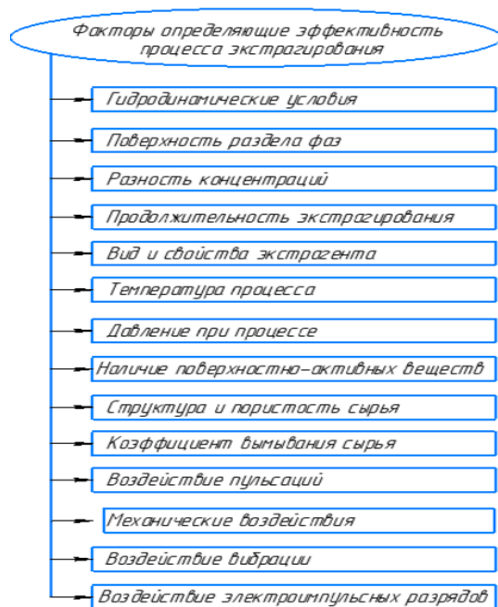 Факторы определяющие эффективность
процесса экстрагирования
Гидродинамические условия
Поверхность раздела фаз
Разность концентраций
Продолжительность экстрагирования
Вид и свойства экстрагента
Температура процесса
Давление при процессе
Наличие поверхностно-активных веществ
Структура и пористость сырья
Коэффициент вымывания сырья
Воздействие пульсаций
Механические воздействия
Воздействие вибрации
Воздействие электроимпульсных разрядов